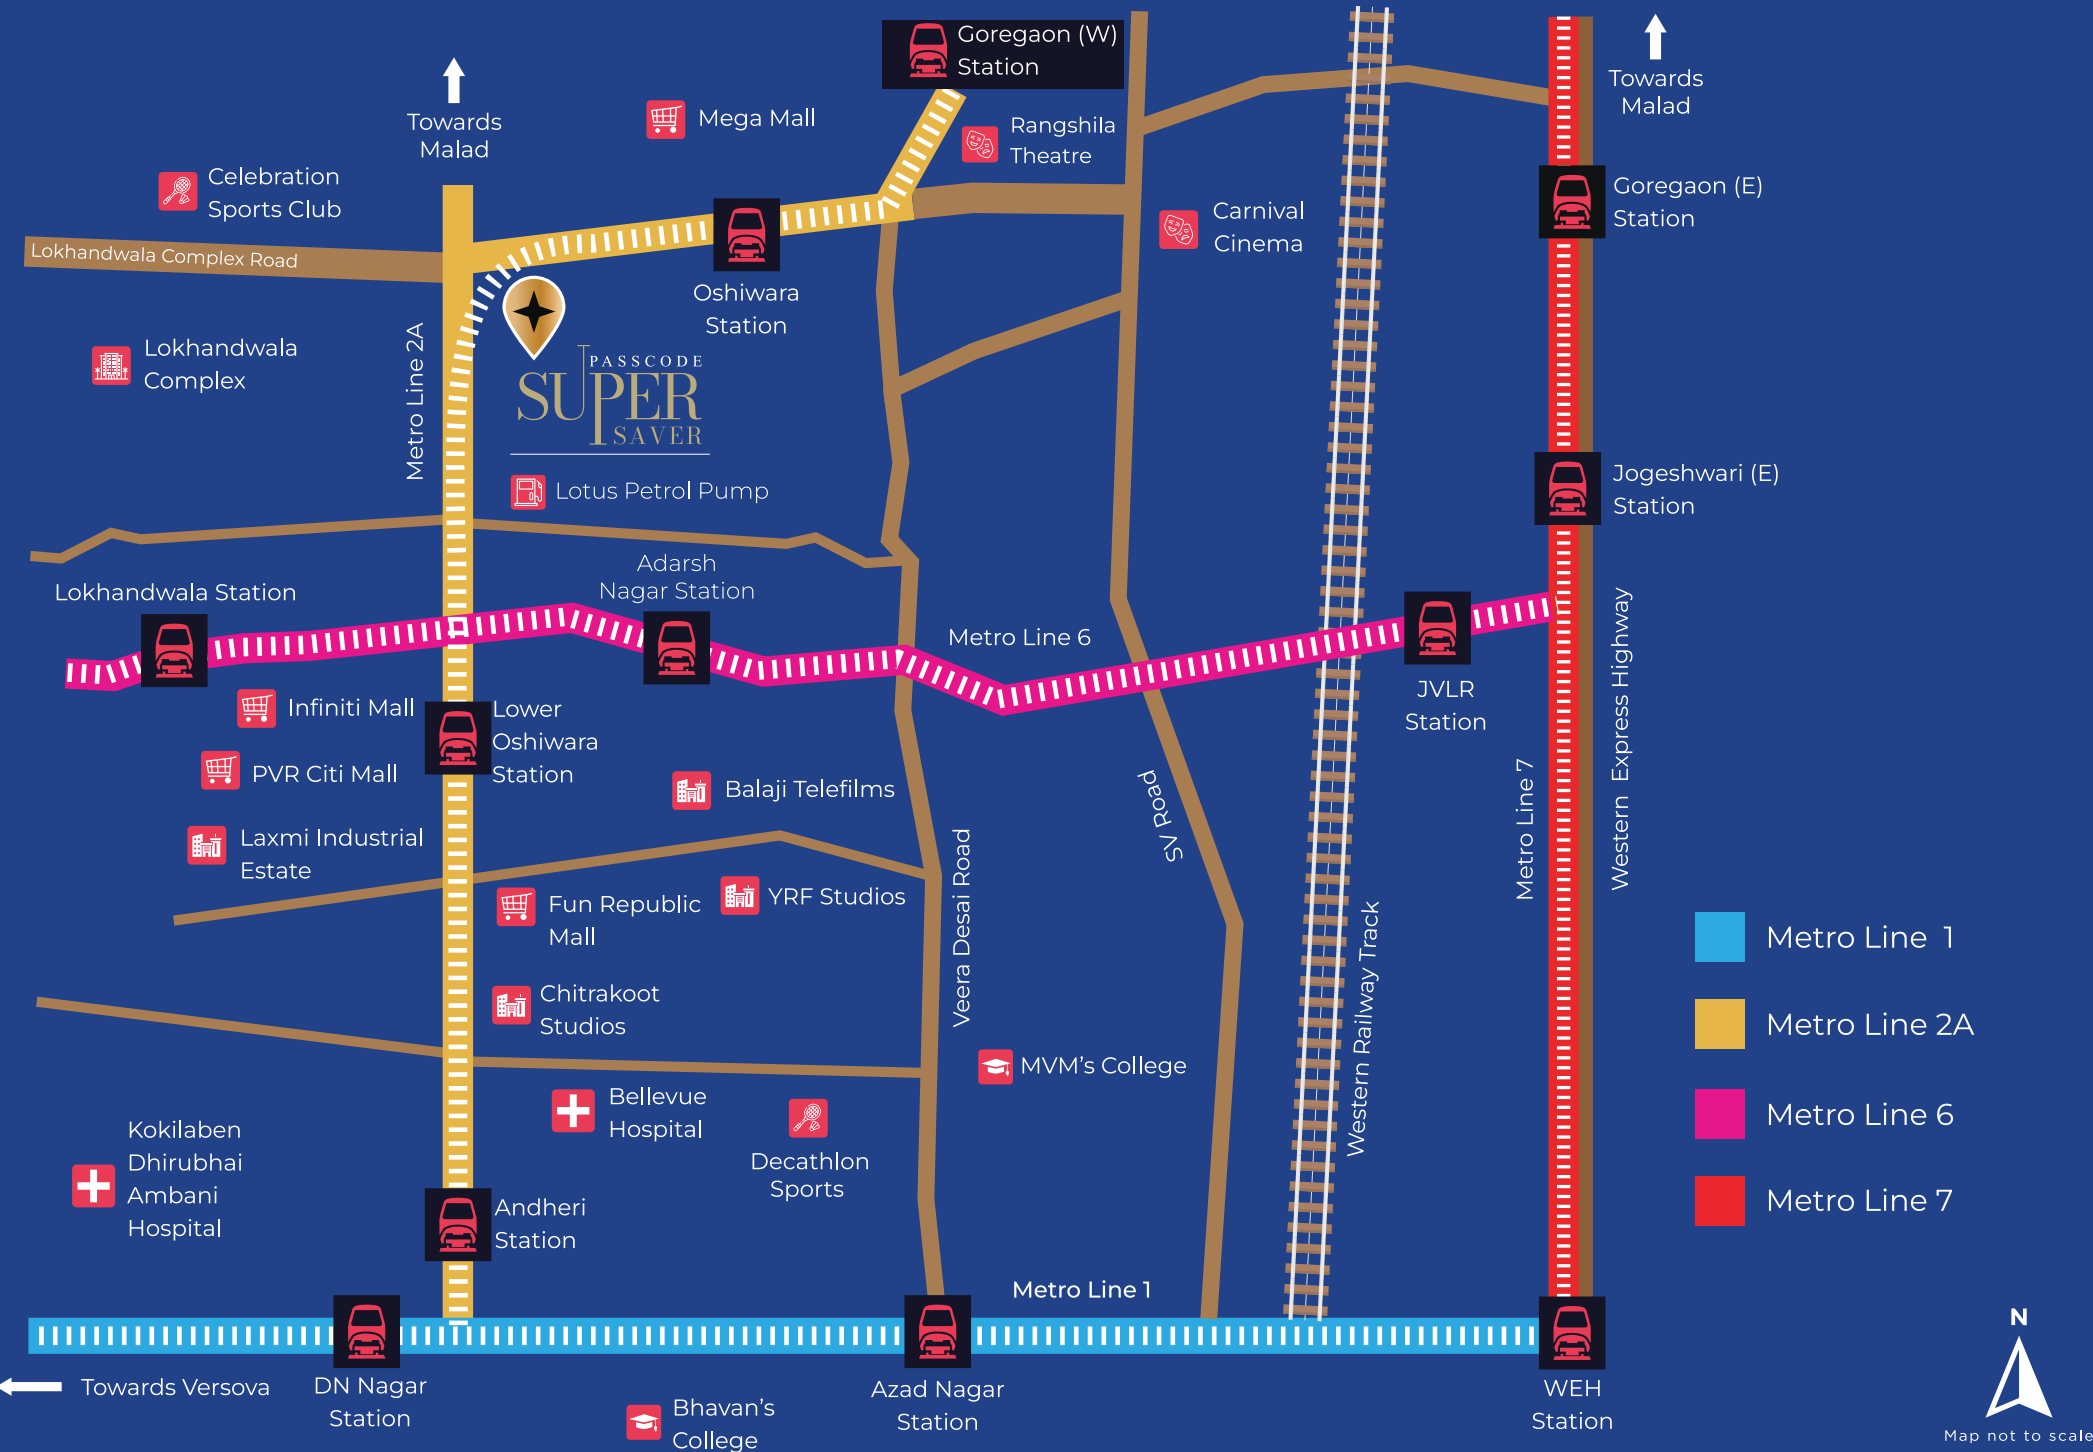 Goregaon (W)
Station
Towards
Malad
Towards
Malad
Mega Mall
Rangshila
Theatre
Celebration
Sports Club
Goregaon (E)
Station
Carnival
Cinema
Lokhandwala Complex Road
Oshiwara
Station
Lokhandwala
Complex
Metro Line 2A
PASSCODE
SUPER
SAVER
Lotus Petrol Pump
Jogeshwari (E)
Station
Adarsh
Nagar Station
Lokhandwala Station
Metro Line 6
Western Express Highway
JVLR
Station
Infiniti Mall
Lower
Oshiwara
Station
PVR Citi Mall
Balaji Telefilms
SV Road
Metro Line 7
Laxmi Industrial
Estate
Veera Desai Road
Fun Republic
Mall
YRF Studios
Western Railway Track
Metro Line 1
Metro Line 2A
Metro Line 6
Metro Line 7
Chitrakoot
Studios
MVM's College
Bellevue
Hospital
Kokilaben
Dhirubhai
Ambani
Hospital
Decathlon
Sports
Andheri
Station
Metro Line 1
Towards Versova
DN Nagar
Station
Azad Nagar
Station
WEH
Station
Bhavan's
College
N
Map not to scale